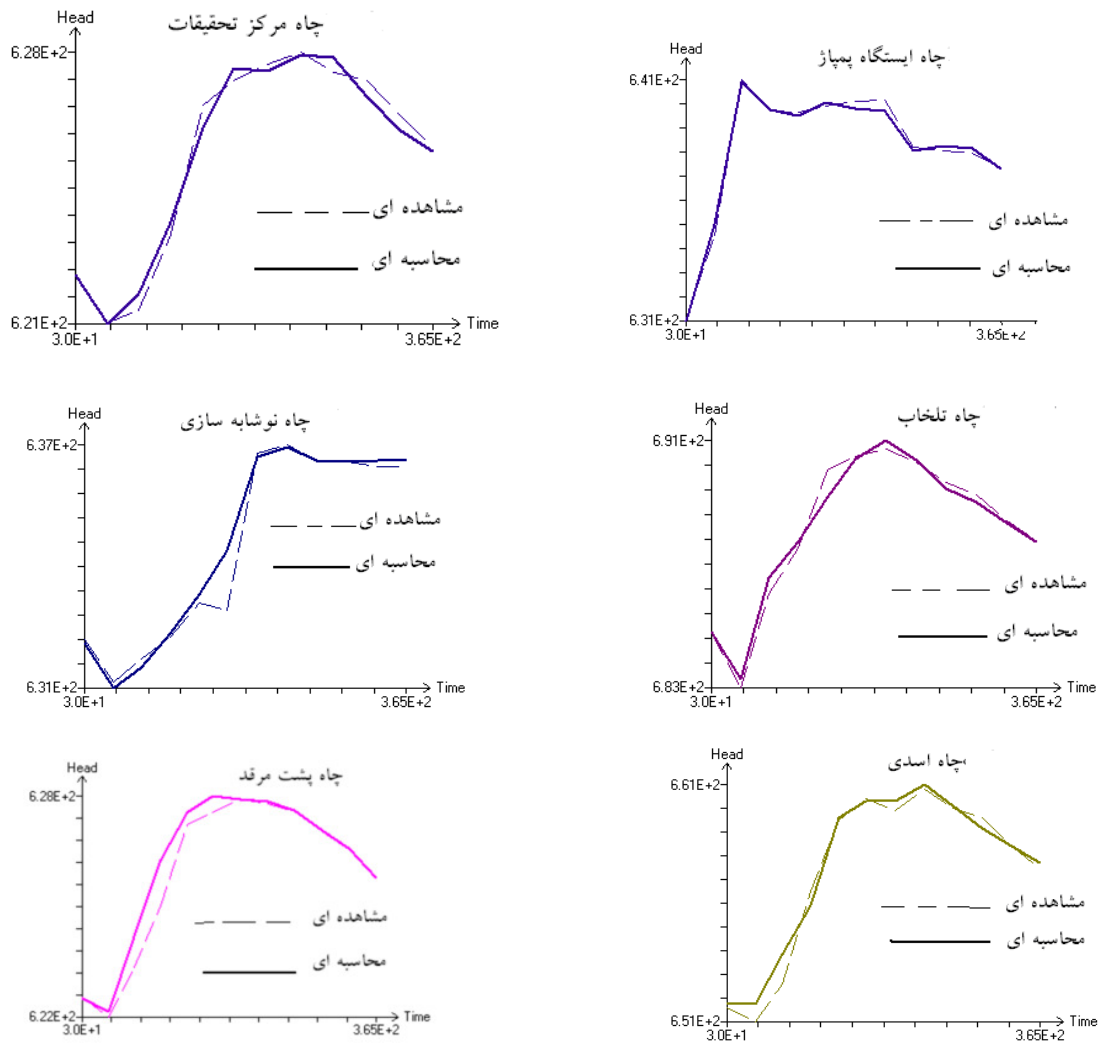 Head
چاه مرکز تحقیقات
6.28E+2
مشاهده ای
محاسبه ای
6.21E+2
Time
3.0E+1
3.65E+2
Head
چاه ایستگاه پمپاژ
6.41E+2
مشاهده ای
محاسبه ای
6.31E+2
3.0E+1
3.65E+2
Head
چاه نوشابه سازی
6.37E+2
مشاهده ای
محاسبه ای
6.31E+2
Time
3.0E+1
3.65E+2
Head
چاه تلخاب
6.91E+2
مشاهده ای
محاسبه ای
6.83E+2
Time
3.0E+1
3.65E+2
Head
چاه پشت مرقد
6.28E+2
مشاهده ای
محاسبه ای
6.22E+2
Time
3.0E+1
3.65E+2
Head
چاه اسدی
6.61E+2
مشاهده ای
محاسبه ای
6.51E+2
Time
3.0E+1
3.65E+2